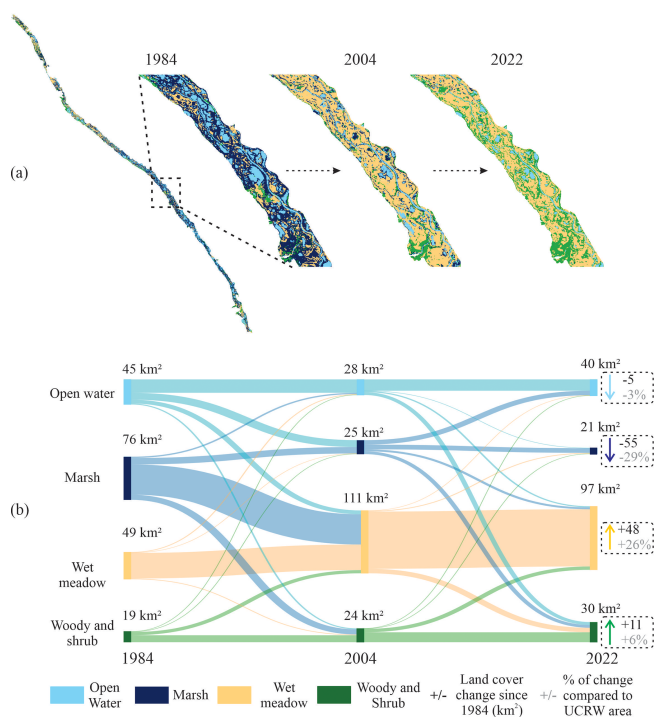 1984
2004
2022
(a)
45 km²
28 km²
40 km²
Open water
-5
-3%
76 km²
25 km²
21 km²
Marsh
-55
-29%
(b)
49 km²
111 km²
97 km²
Wet
meadow
+48
+26%
19 km²
24 km²
30 km²
Woody and
shrub
+11
+6%
1984
2004
2022
Open
Water
Marsh
Wet
meadow
Woody and
Shrub
+/-
Land cover
change since
1984 (km²)
+/-
% of change
compared to
UCRW area